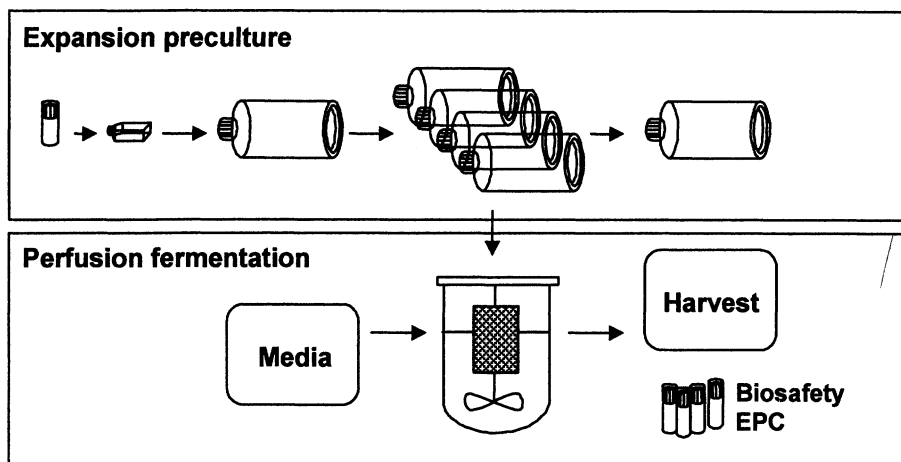 Expansion preculture
Perfusion fermentation
Media
Harvest
Biosafety
EPC